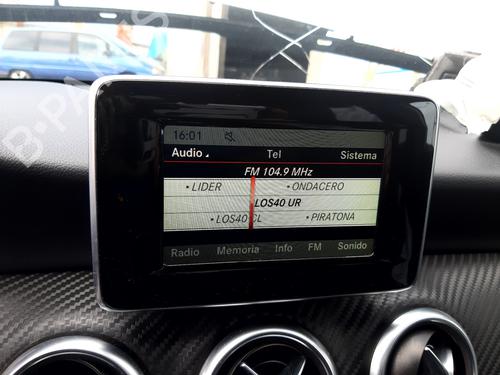 16:01
Audio Tel Sistema
FM 104.9 MHz
• LIDER • ONDACERO
LOS40 UR
• LOS40 CL • PIRATONA
Radio Memoria Info FM Sonido
B-PARTS